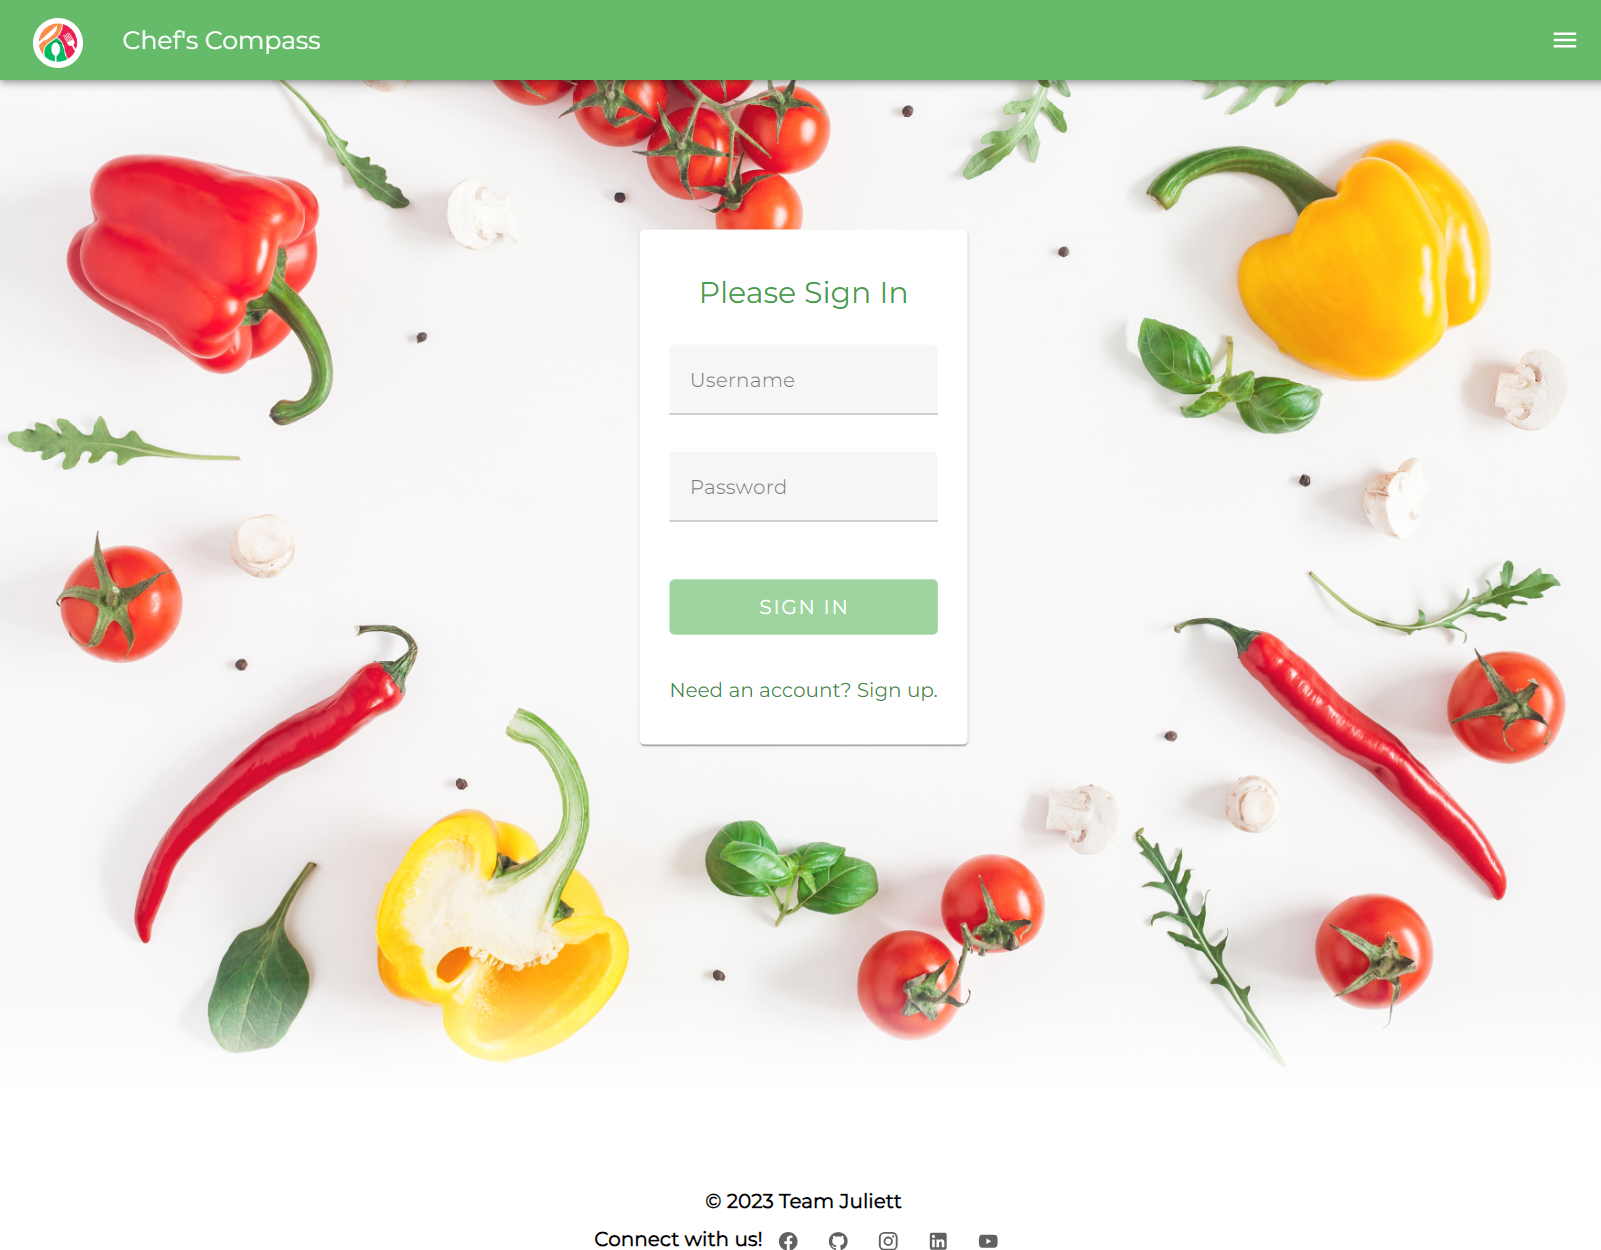 Chef's Compass
Please Sign In
Username
Password
SIGN IN
Need an account? Sign up.
© 2023 Team Juliett
Connect with us!